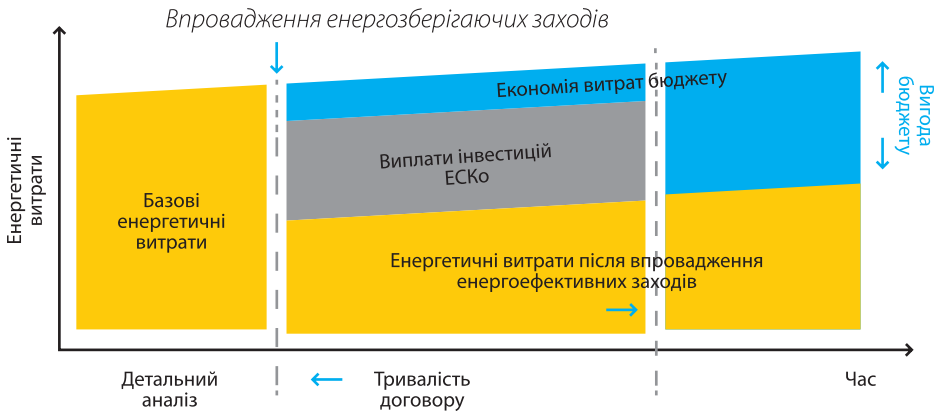 Впровадження енергозберігаючих заходів
Енергетичні
витрати
Базові
енергетичні
витрати
Економія витрат бюджету
Виплати інвестицій
ЕСКо
Енергетичні витрати після впровадження
енергоефективних заходів
Вигода
бюджету
Детальний
аналіз
Тривалість
договору
Час